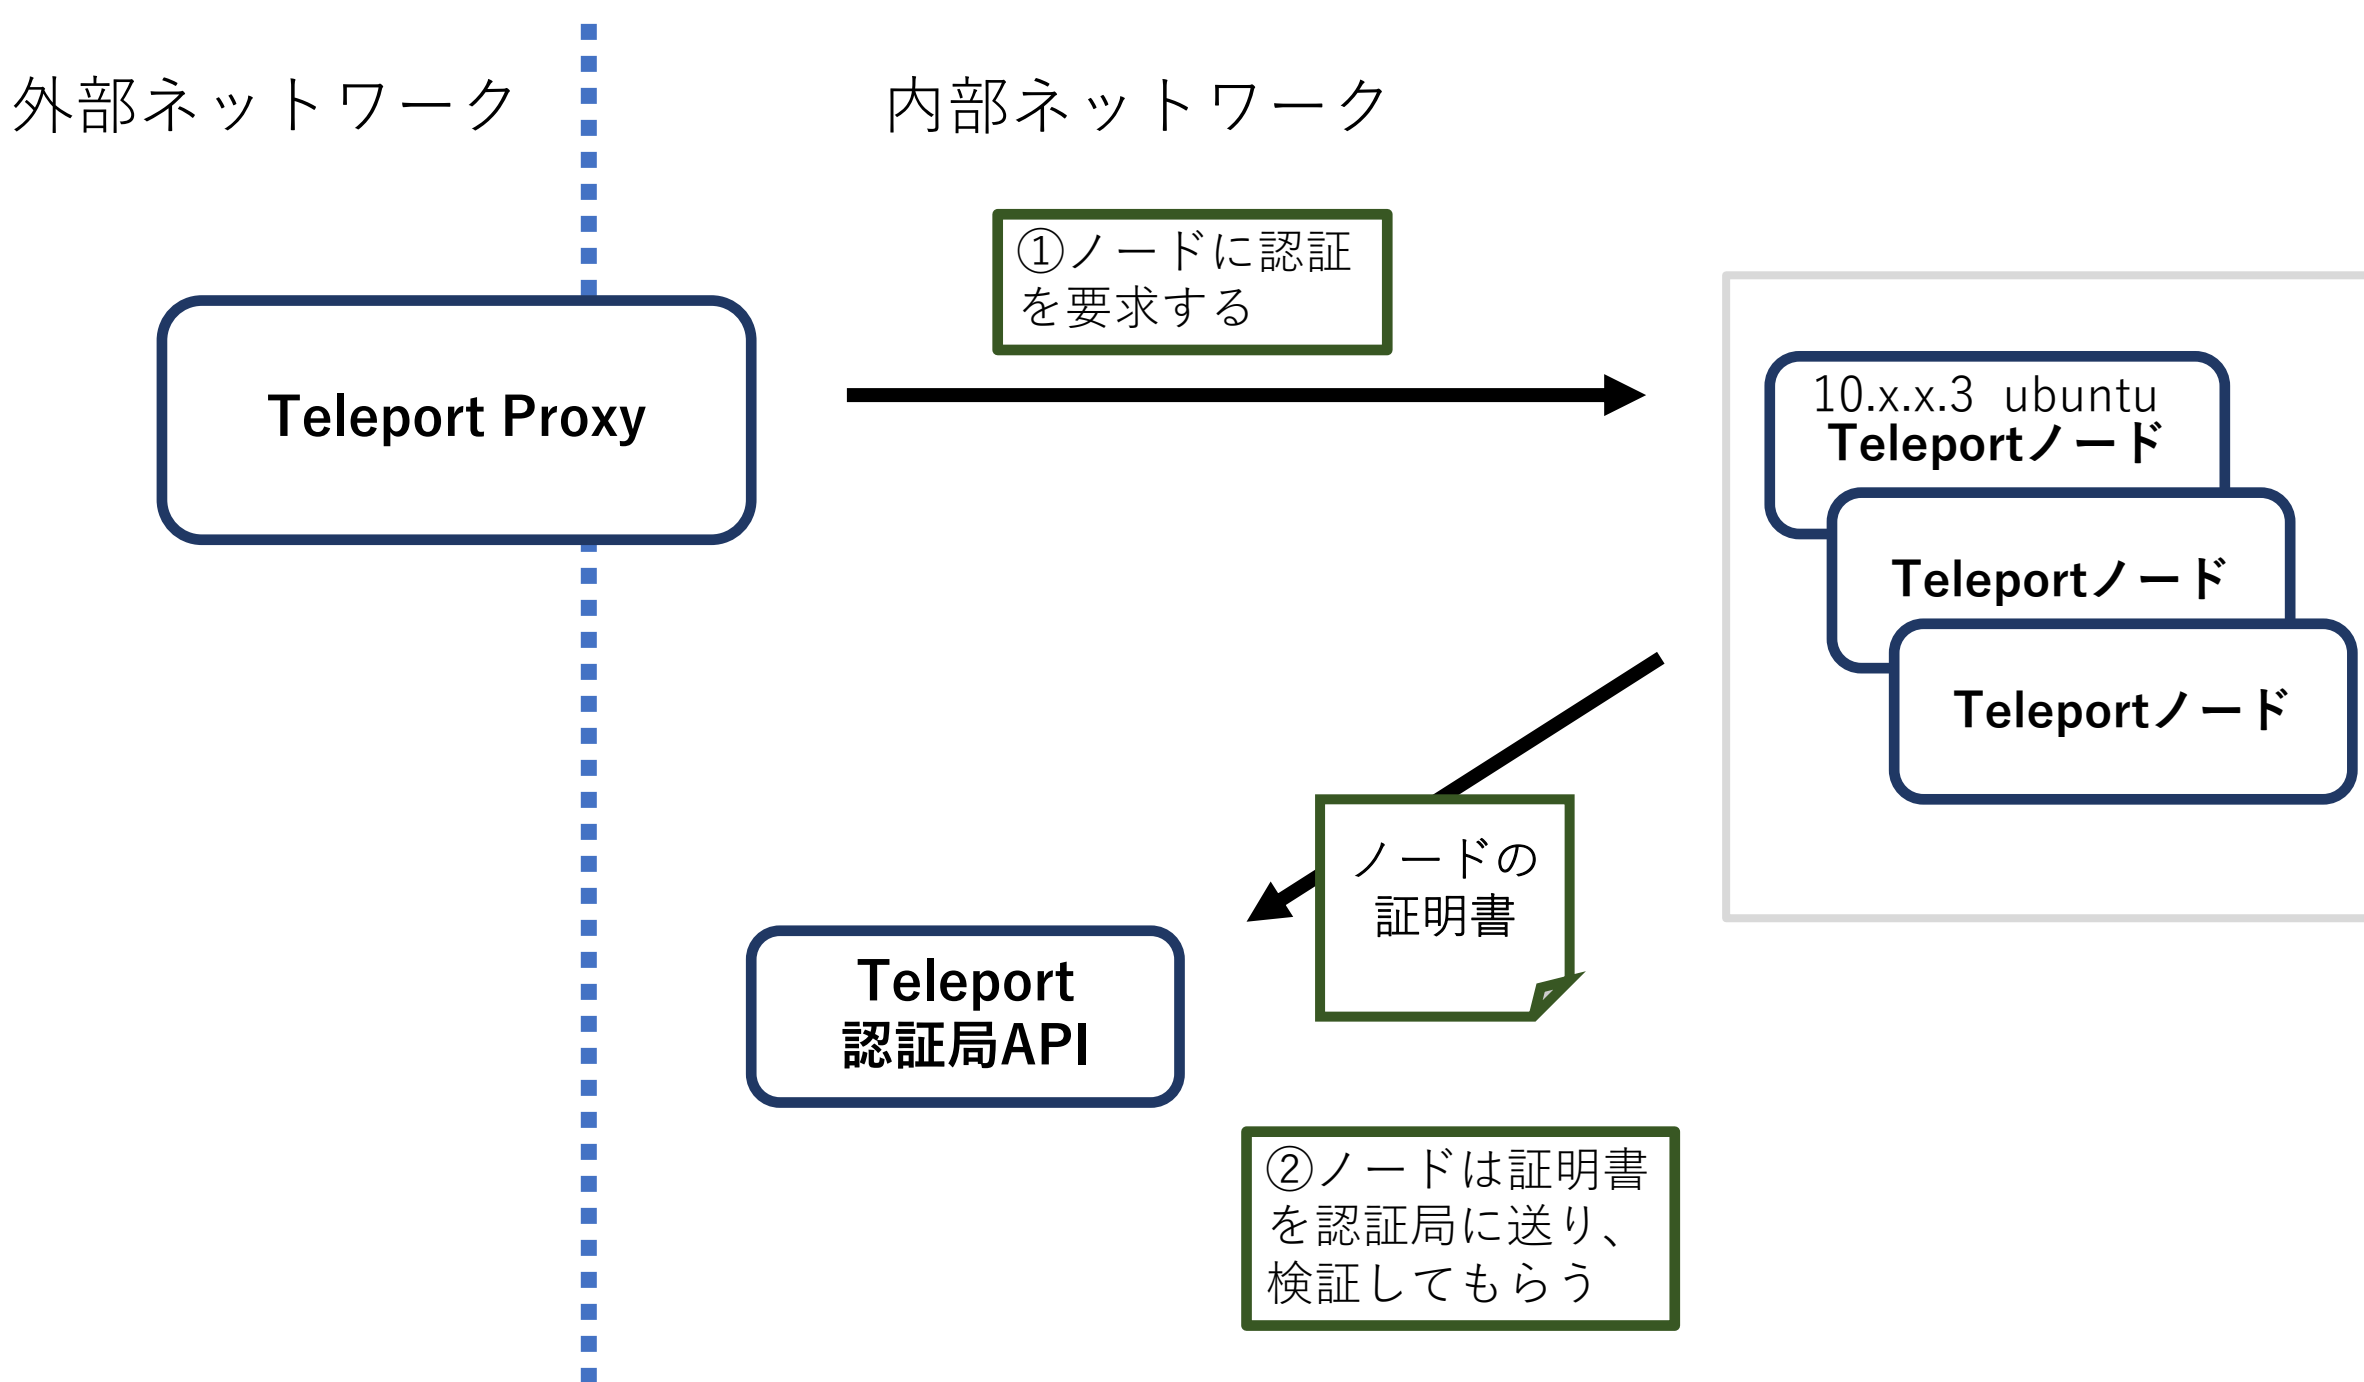 外部ネットワーク
内部ネットワーク
①ノードに認証
を要求する
Teleport Proxy
10.x.x.3 ubuntu
Teleportノード
Teleportノード
Teleportノード
ノードの
証明書
Teleport
認証局API
②ノードは証明書
を認証局に送り、
検証してもらう